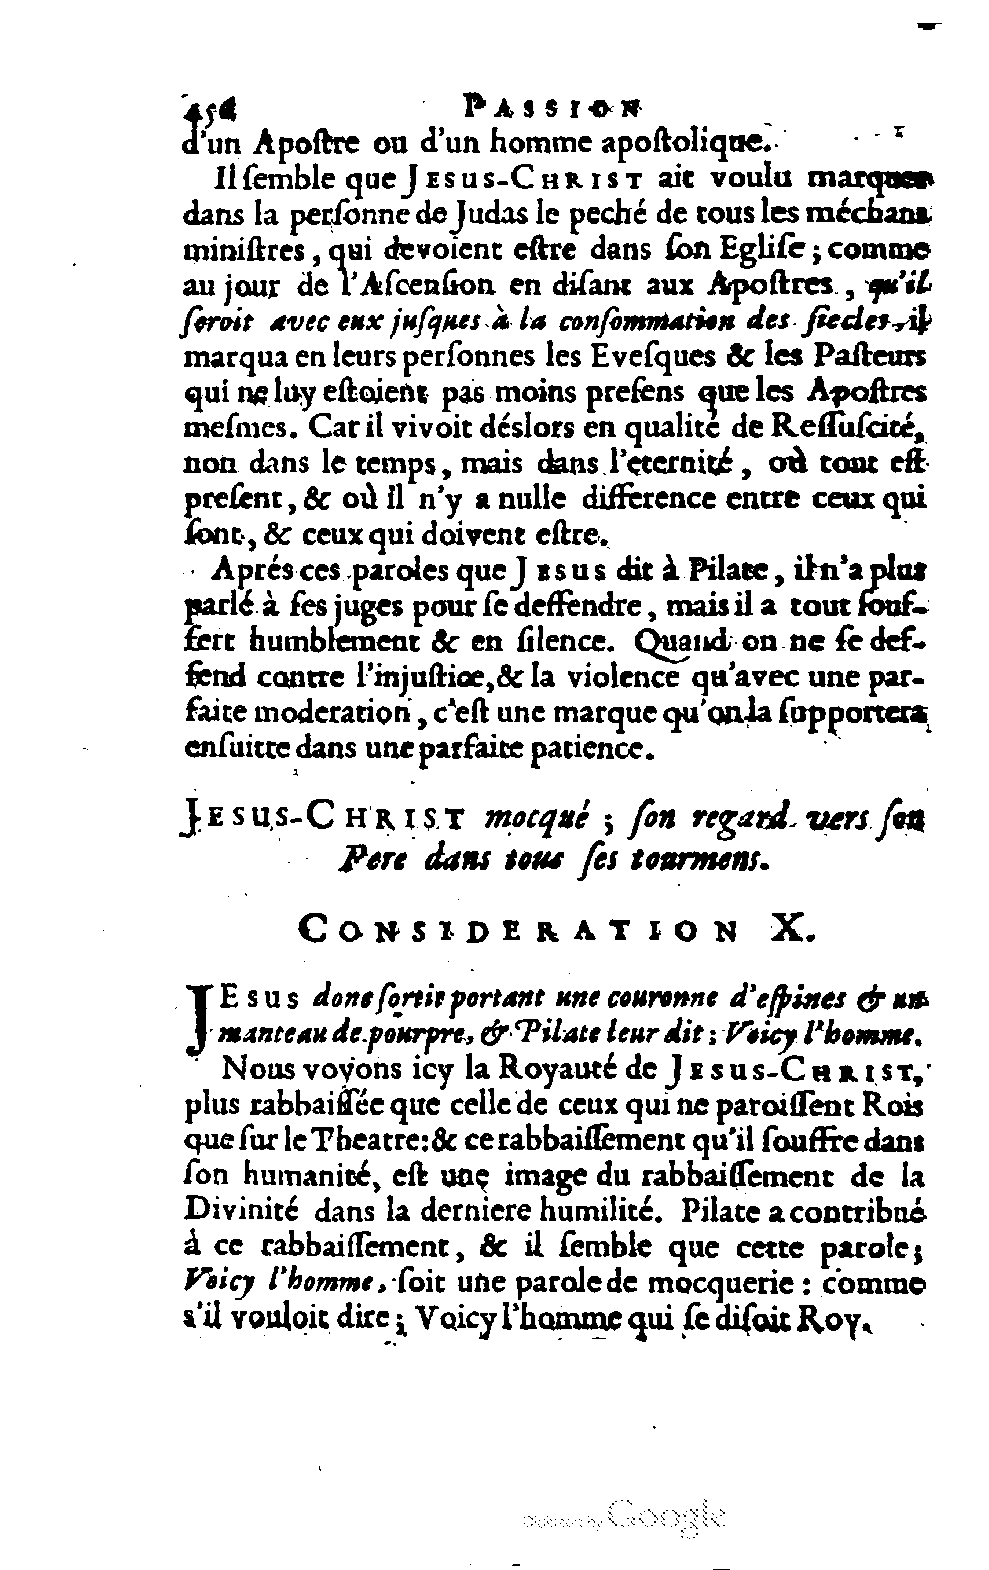 454 PASSION
d'un Apoſtre ou d'un homme apoſtolique.
Il ſemble que JESUS-CHRIST ait voulu marquer
dans la perſonne de Judas le peché de tous les méchans
miniſtres, qui devoient eſtre dans ſon Egliſe; comme
au jour de l'Aſcenſion en diſant aux Apoſtres, qu'il
ſeroit avec eux juſques à la conſommation des ſiecles, il
marqua en leurs perſonnes les Eveſques & les Paſteurs
qui ne luy eſtoient pas moins preſens que les Apoſtres
meſmes. Car il vivoit déslors en qualité de Reſſuſcité,
non dans le temps, mais dans l'eternité, où tout eſt
preſent, & où il n'y a nulle difference entre ceux qui
ſont, & ceux qui doivent eſtre.
Aprés ces paroles que JESUS dit à Pilate, il n'a plus
parlé à ſes juges pour ſe deffendre, mais il a tout ſouf-
fert humblement & en ſilence. Quand on ne ſe def-
fend contre l'injuſtice, & la violence qu'avec une par-
faite moderation, c'eſt une marque qu'on la ſupportera
enſuitte dans une parfaite patience.
JESUS-CHRIST mocqué; ſon regard vers ſon
Pere dans tous ſes tourmens.
CONSIDERATION X.
JESUS donc ſortit portant une couronne d'eſpines & un
manteau de pourpre, & Pilate leur dit; Voicy l'homme.
Nous voyons icy la Royauté de JESUS-CHRIST,
plus rabbaiſſée que celle de ceux qui ne paroiſſent Rois
que ſur le Theatre: & ce rabbaiſſement qu'il ſouffre dans
ſon humanité, eſt une image du rabbaiſſement de la
Divinité dans la derniere humilité. Pilate a contribué
à ce rabbaiſſement, & il ſemble que cette parole;
Voicy l'homme, ſoit une parole de mocquerie: comme
s'il vouloit dire; Voicy l'homme qui ſe diſoit Roy.
Digitized by Google